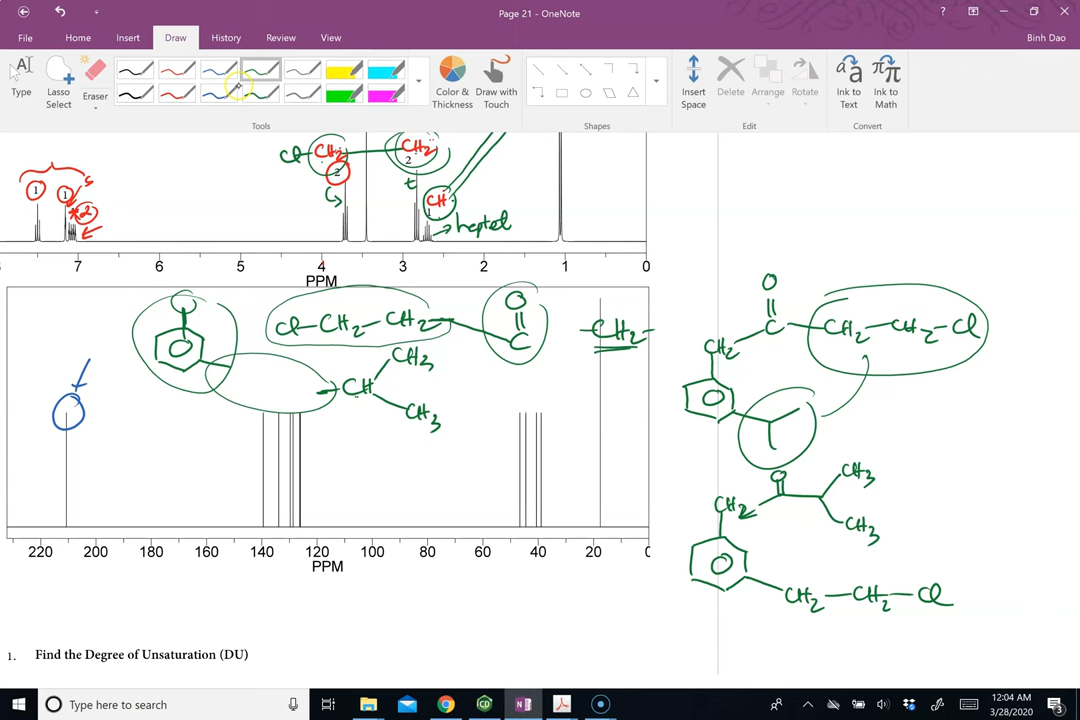 Page 21 - OneNote
?
File Home Insert Draw History Review View
Binh Dao
Type
Lasso Select
Eraser
Color & Thickness
Draw with Touch
Insert Space
Delete
Arrange
Rotate
Ink to Text
Ink to Math
Tools
Shapes
Edit
Convert
Cl-CH2 CH2
2 2
1 1 s
2
t
CH
1
heptet
7 6 5 4 3 2 1 0
PPM
O
Cl-CH2-CH2
O
C
-CH2-
CH3
-CH
CH3
O
C-CH2-CH2-Cl
CH2
O
O
CH3
CH2
CH3
O
CH2-CH2-Cl
220 200 180 160 140 120 100 80 60 40 20 0
PPM
1. Find the Degree of Unsaturation (DU)
Type here to search
12:04 AM
3/28/2020
3